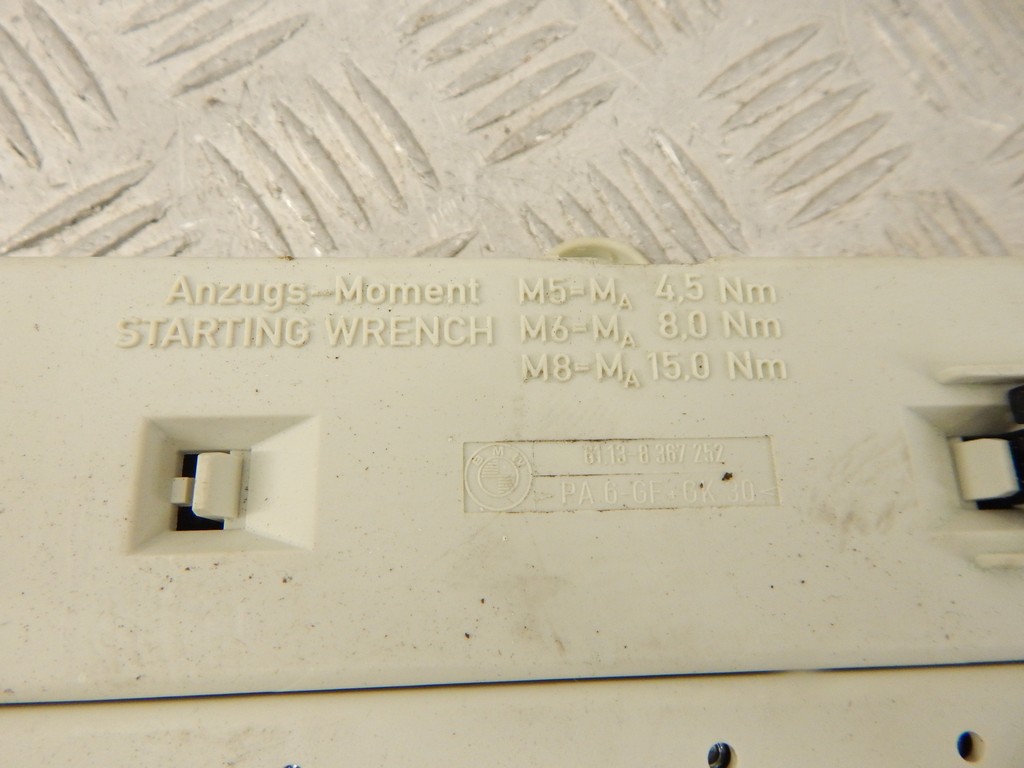 Anzugs-Moment M5=MA 4,5 Nm
STARTING WRENCH M6=MA 8,0 Nm
M8=MA 15,0 Nm
BMW
61.13-8 367 252
PA 6-GF+GK 30